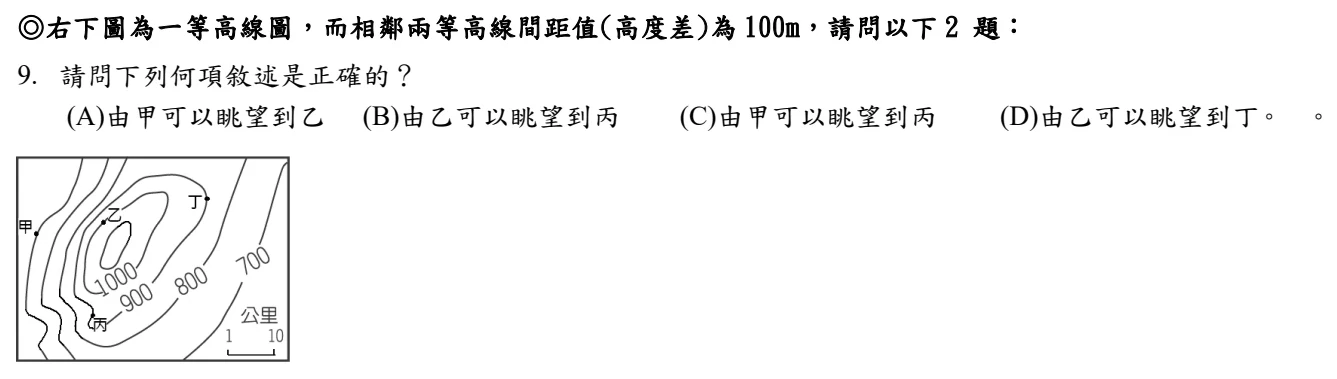 ◎右下圖為一等高線圖，而相鄰兩等高線間距值(高度差)為100m，請問以下2 題：
9. 請問下列何項敘述是正確的？
(A)由甲可以眺望到乙 (B)由乙可以眺望到丙 (C)由甲可以眺望到丙 (D)由乙可以眺望到丁。 。
丁
乙
甲
1000
900
800
700
丙
公里
1 10